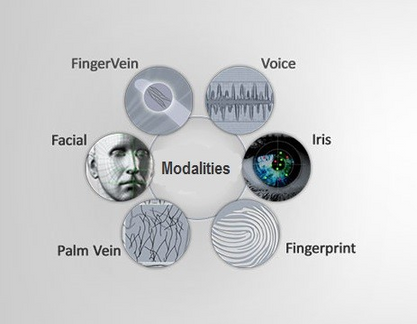 FingerVein
Voice
Facial
Modalities
Iris
Palm Vein
Fingerprint